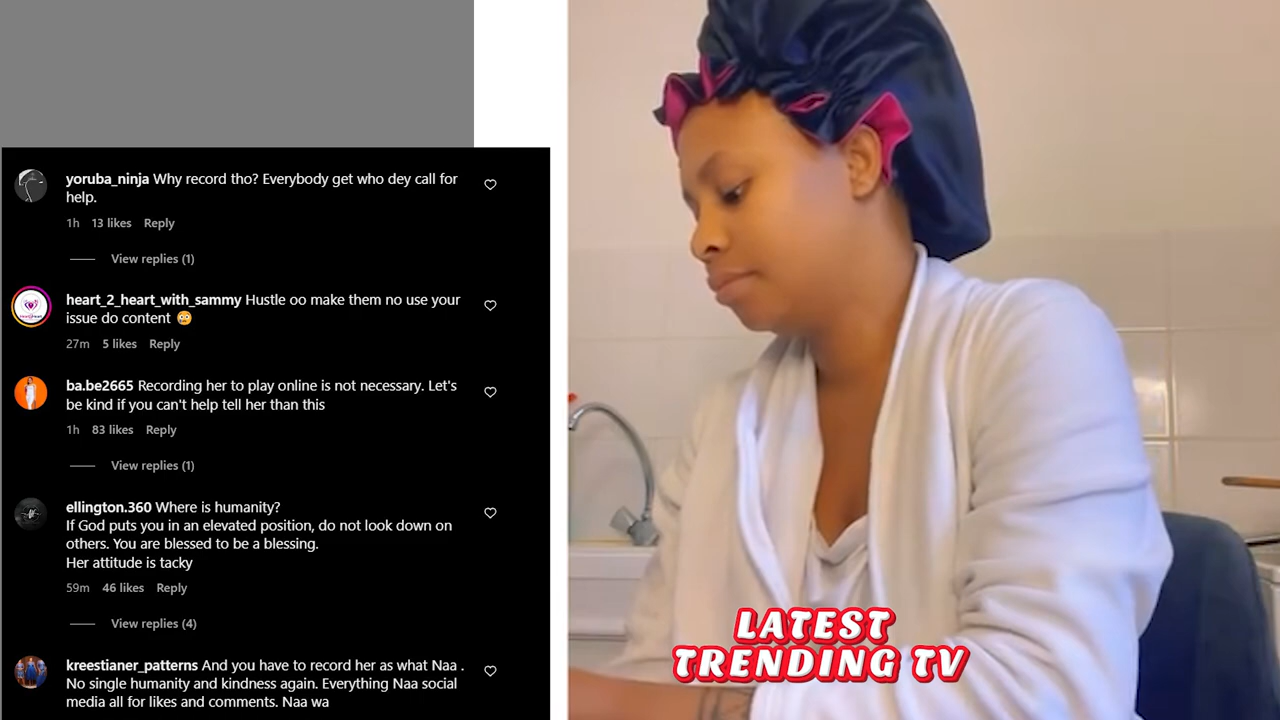 yoruba_ninja Why record tho? Everybody get who dey call for
help.
1h 13 likes Reply
View replies (1)
heart_2_heart_with_sammy Hustle oo make them no use your
issue do content 😳
27m 5 likes Reply
ba.be2665 Recording her to play online is not necessary. Let's
be kind if you can't help tell her than this
1h 83 likes Reply
View replies (1)
ellington.360 Where is humanity?
If God puts you in an elevated position, do not look down on
others. You are blessed to be a blessing.
Her attitude is tacky
59m 46 likes Reply
View replies (4)
kreestianer_patterns And you have to record her as what Naa .
No single humanity and kindness again. Everything Naa social
media all for likes and comments. Naa wa
LATEST
TRENDING TV